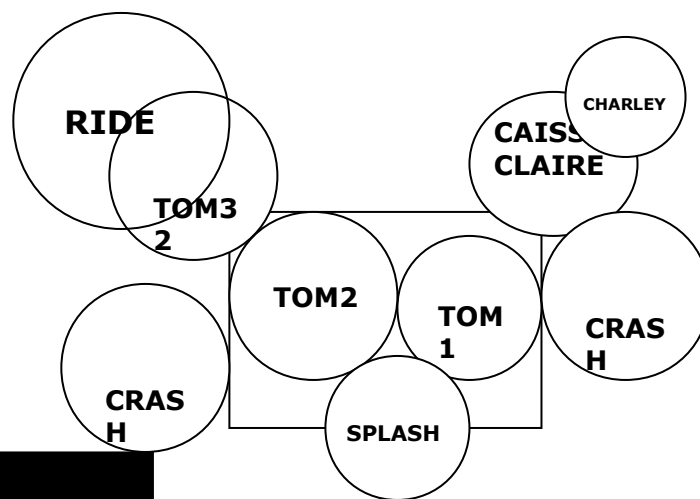 RIDE
CHARLEY
CAISS
CLAIRE
TOM3
2
TOM2
TOM
1
CRAS
H
CRAS
H
SPLASH